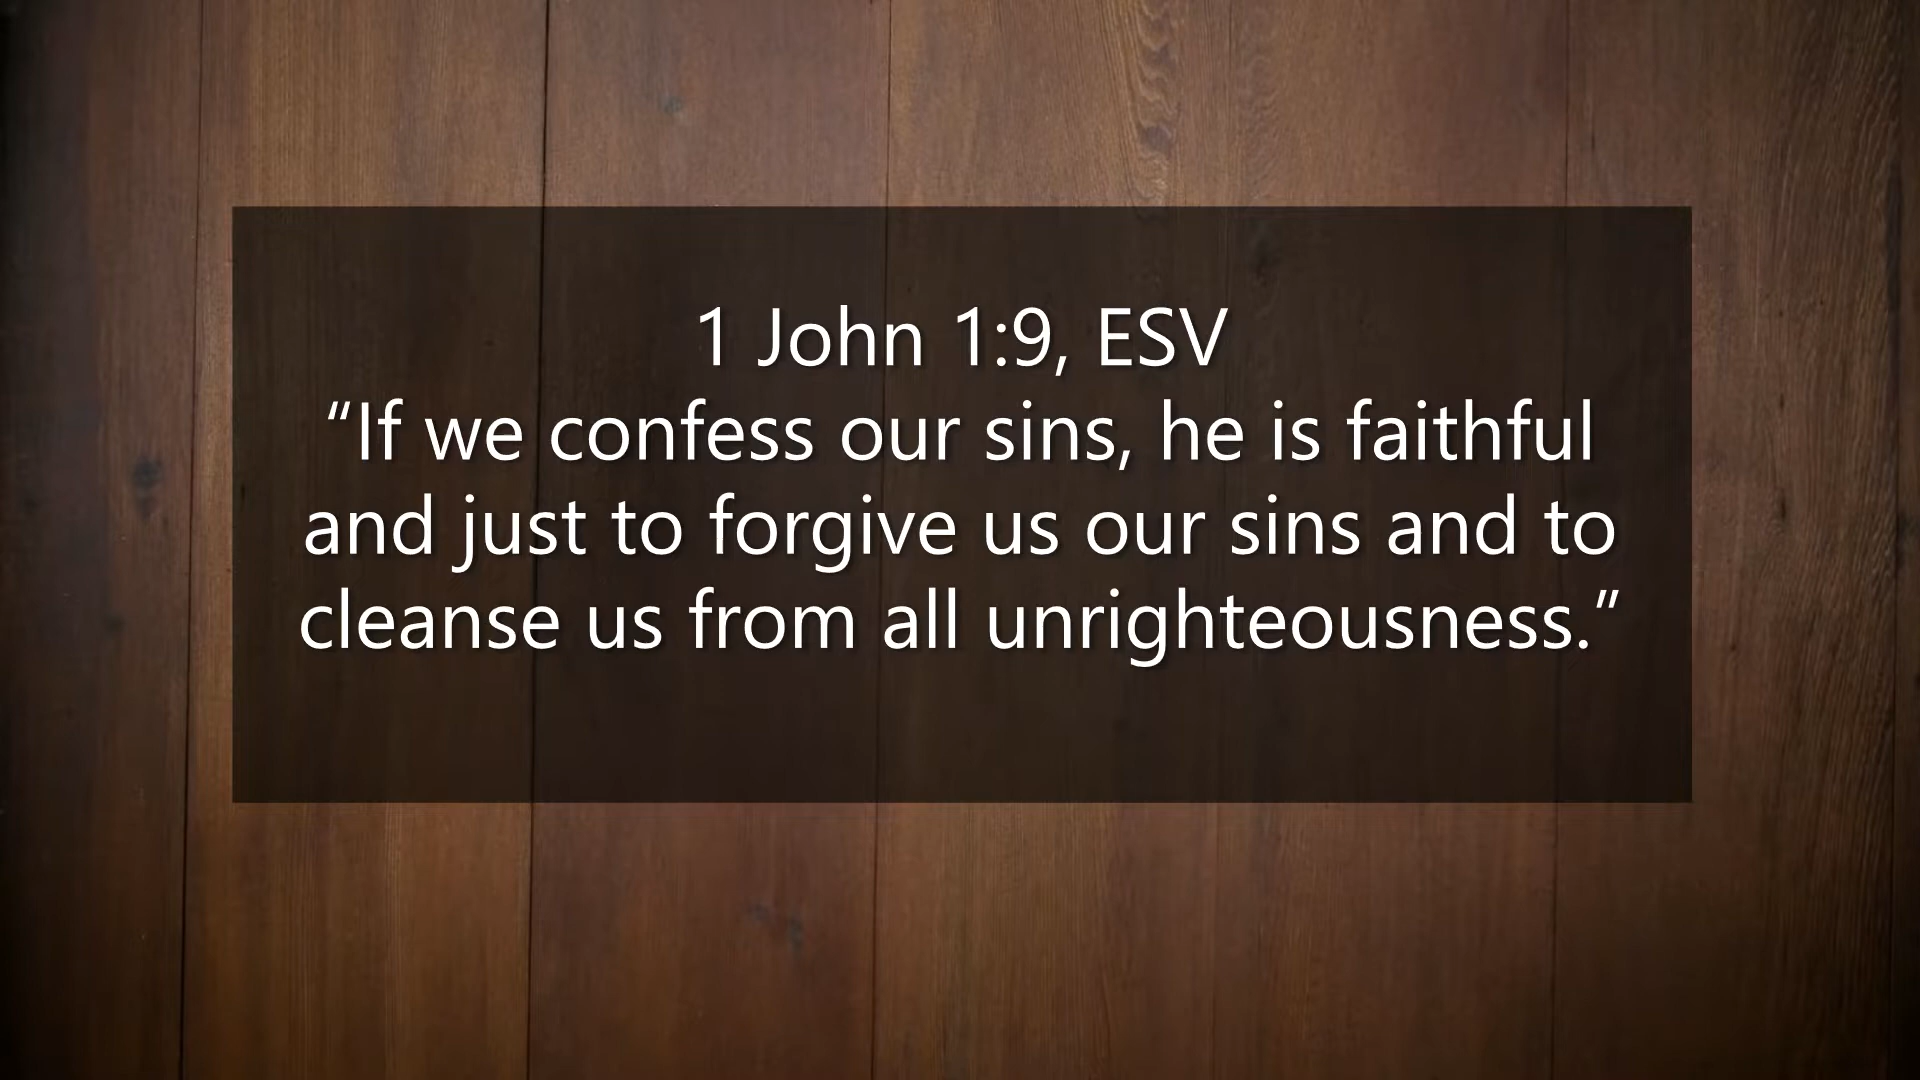 1 John 1:9, ESV
“If we confess our sins, he is faithful
and just to forgive us our sins and to
cleanse us from all unrighteousness.”